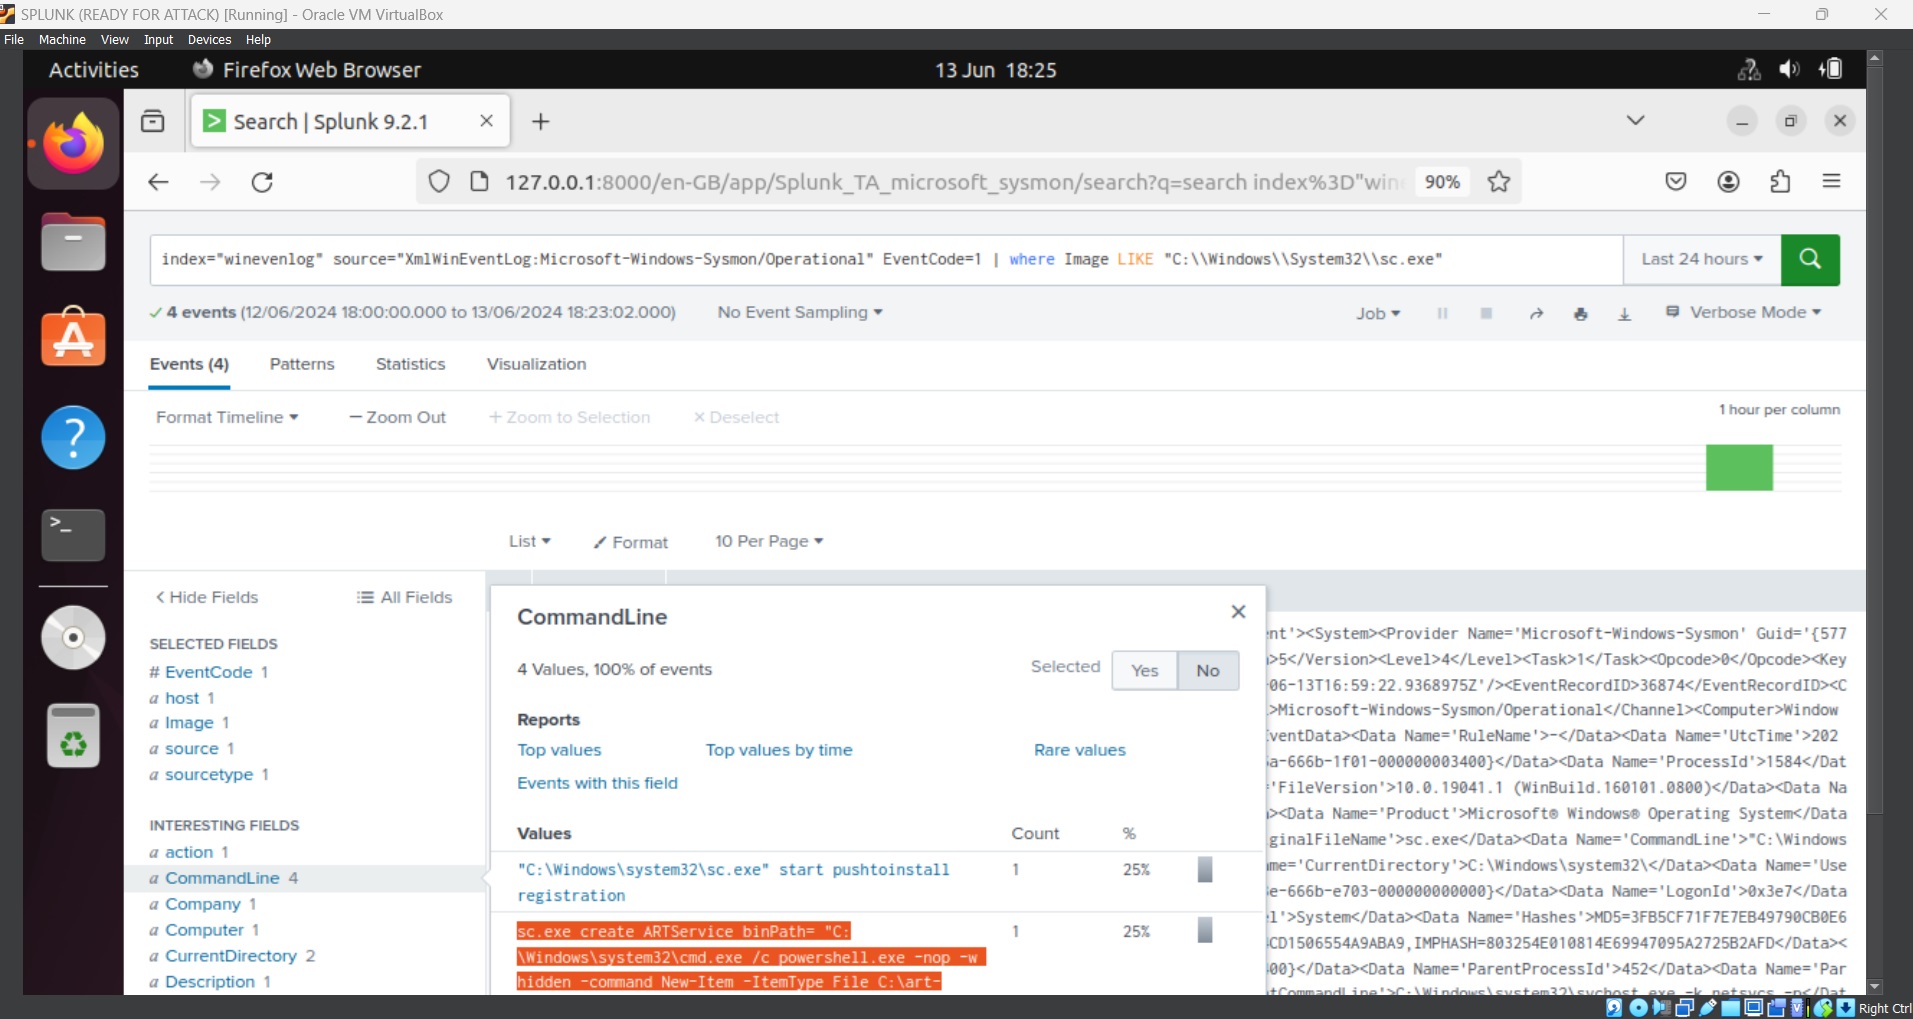 SPLUNK (READY FOR ATTACK) [Running] - Oracle VM VirtualBox
File Machine View Input Devices Help
Activities Firefox Web Browser 13 Jun 18:25
Search | Splunk 9.2.1
127.0.0.1:8000/en-GB/app/Splunk_TA_microsoft_sysmon/search?q=search index%3D"win 90%
index="winevenlog" source="XmlWinEventLog:Microsoft-Windows-Sysmon/Operational" EventCode=1 | where Image LIKE "C:\\Windows\\System32\\sc.exe" Last 24 hours
4 events (12/06/2024 18:00:00.000 to 13/06/2024 18:23:02.000) No Event Sampling Job Verbose Mode
Events (4) Patterns Statistics Visualization
Format Timeline — Zoom Out + Zoom to Selection × Deselect 1 hour per column
List Format 10 Per Page
< Hide Fields All Fields
SELECTED FIELDS
# EventCode 1
a host 1
a Image 1
a source 1
a sourcetype 1
INTERESTING FIELDS
a action 1
a CommandLine 4
a Company 1
a Computer 1
a CurrentDirectory 2
a Description 1
CommandLine
4 Values, 100% of events Selected Yes No
Reports
Top values Top values by time Rare values
Events with this field
Values Count %
"C:\Windows\system32\sc.exe" start pushtoinstall 1 25%
registration
sc.exe create ARTService binPath= "C: 1 25%
\Windows\system32\cmd.exe /c powershell.exe -nop -w
hidden -command New-Item -ItemType File C:\art-
nt'><System><Provider Name='Microsoft-Windows-Sysmon' Guid='{577
>5</Version><Level>4</Level><Task>1</Task><Opcode>0</Opcode><Key
06-13T16:59:22.9368975Z'/><EventRecordID>36874</EventRecordID><C
>Microsoft-Windows-Sysmon/Operational</Channel><Computer>Window
ventData><Data Name='RuleName'>-</Data><Data Name='UtcTime'>202
a-666b-1f01-000000003400}</Data><Data Name='ProcessId'>1584</Dat
'FileVersion'>10.0.19041.1 (WinBuild.160101.0800)</Data><Data Na
><Data Name='Product'>Microsoft® Windows® Operating System</Data
ginalFileName'>sc.exe</Data><Data Name='CommandLine'>"C:\Windows
me='CurrentDirectory'>C:\Windows\system32\</Data><Data Name='Use
e-666b-e703-000000000000}</Data><Data Name='LogonId'>0x3e7</Data
l'>System</Data><Data Name='Hashes'>MD5=3FB5CF71F7E7EB49790CB0E6
CD1506554A9ABA9,IMPHASH=803254E010814E69947095A2725B2AFD</Data><
00}</Data><Data Name='ParentProcessId'>452</Data><Data Name='Par
tCommandLine'>C:\Windows\system32\svchost.exe -k netsvcs -p</Dat
Right Ctrl